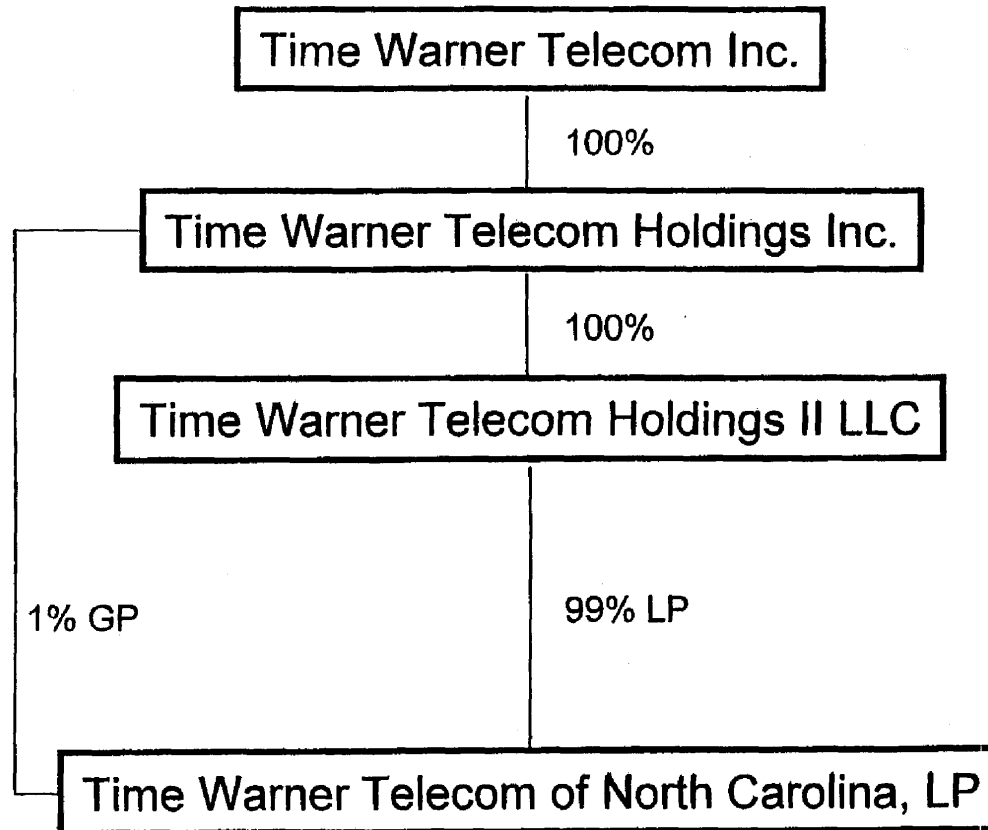 Time Warner Telecom Inc.
100%
Time Warner Telecom Holdings Inc.
100%
Time Warner Telecom Holdings II LLC
1% GP
99% LP
Time Warner Telecom of North Carolina, LP